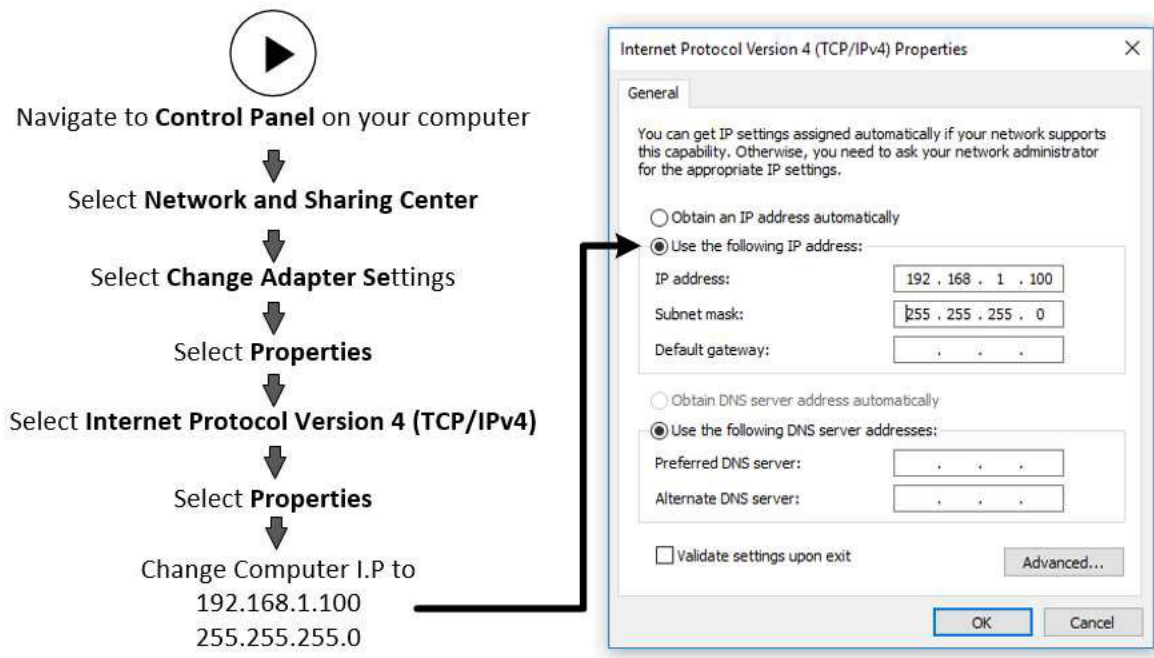 Navigate to Control Panel on your computer
Select Network and Sharing Center
Select Change Adapter Settings
Select Properties
Select Internet Protocol Version 4 (TCP/IPv4)
Select Properties
Change Computer I.P to
192.168.1.100
255.255.255.0
Internet Protocol Version 4 (TCP/IPv4) Properties
General
You can get IP settings assigned automatically if your network supports
this capability. Otherwise, you need to ask your network administrator
for the appropriate IP settings.
Obtain an IP address automatically
Use the following IP address:
IP address: 192 . 168 . 1 . 100
Subnet mask: 255 . 255 . 255 . 0
Default gateway: . . .
Obtain DNS server address automatically
Use the following DNS server addresses:
Preferred DNS server: . . .
Alternate DNS server: . . .
Validate settings upon exit
Advanced...
OK Cancel